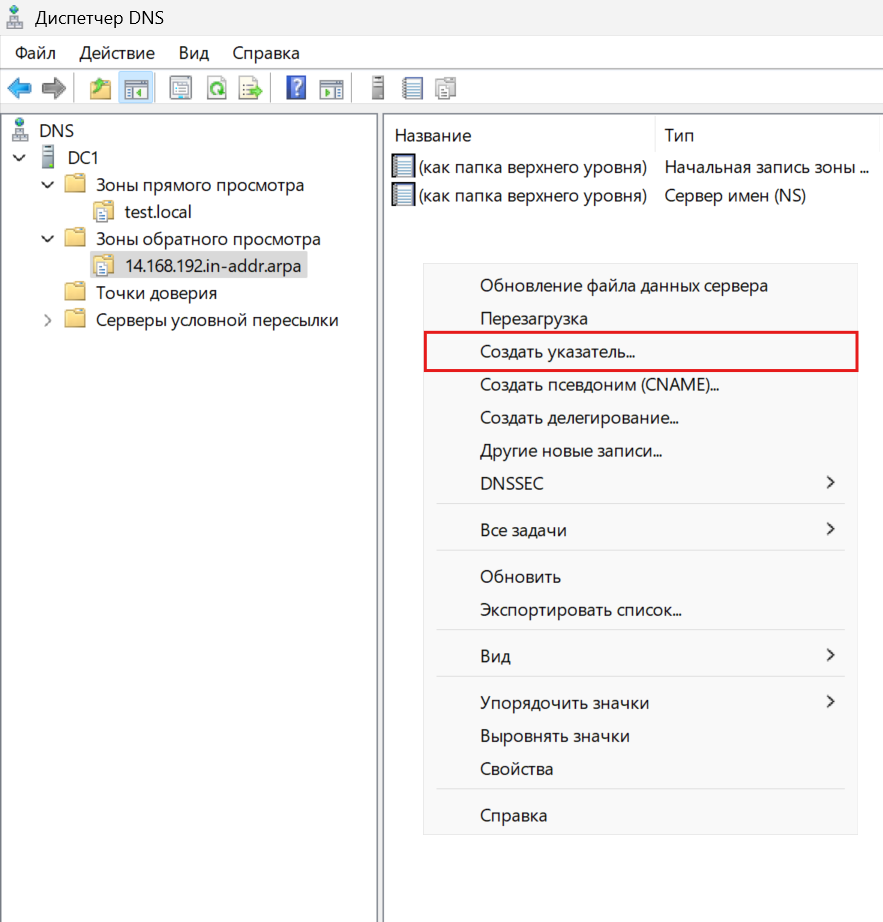 Диспетчер DNS
Файл Действие Вид Справка
DNS
DC1
Зоны прямого просмотра
test.local
Зоны обратного просмотра
14.168.192.in-addr.arpa
Точки доверия
Серверы условной пересылки
Название Тип
(как папка верхнего уровня) Начальная запись зоны ...
(как папка верхнего уровня) Сервер имен (NS)
Обновление файла данных сервера
Перезагрузка
Создать указатель...
Создать псевдоним (CNAME)...
Создать делегирование...
Другие новые записи...
DNSSEC
Все задачи
Обновить
Экспортировать список...
Вид
Упорядочить значки
Выровнять значки
Свойства
Справка